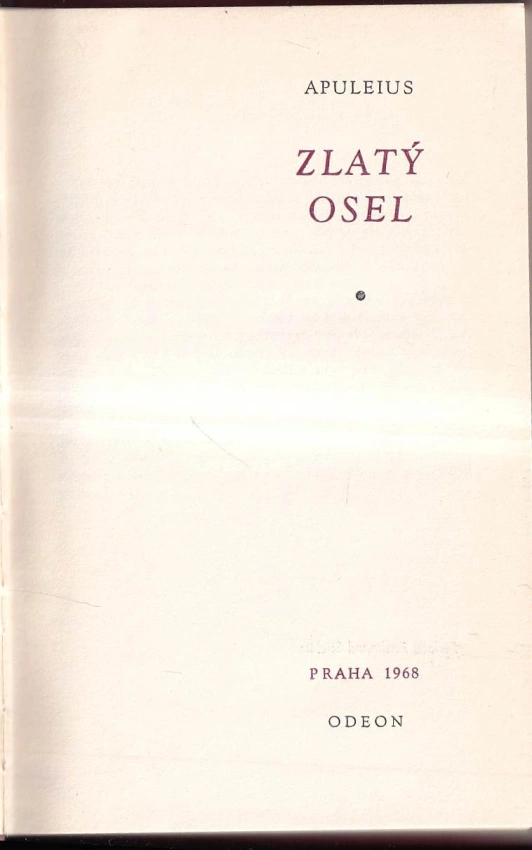 APULEIUS
ZLATÝ
OSEL
PRAHA 1968
ODEON